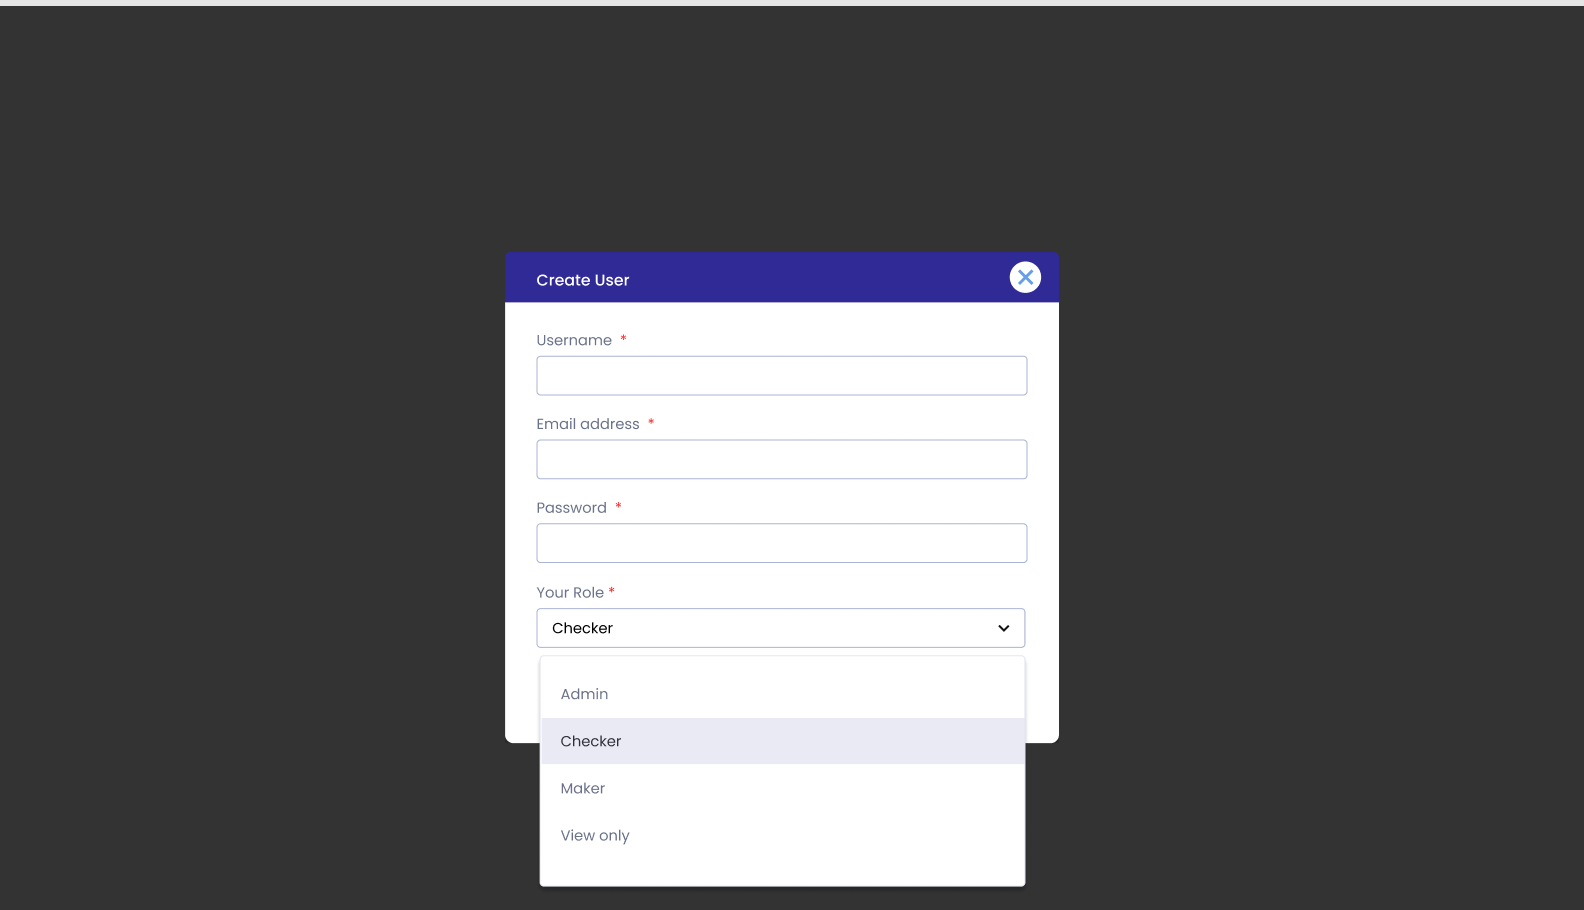 Create User
Username *
Email address *
Password *
Your Role *
Checker
Admin
Checker
Maker
View only